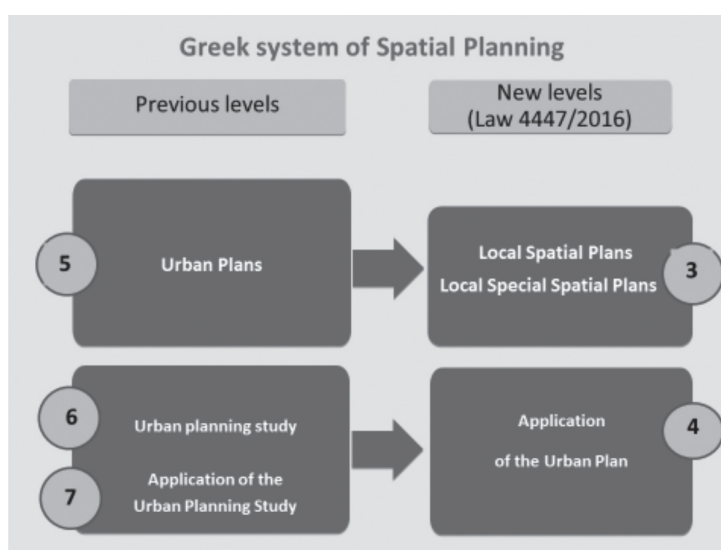 Greek system of Spatial Planning
Previous levels
New levels
(Law 4447/2016)
5
Urban Plans
Local Spatial Plans
Local Special Spatial Plans
3
6
Urban planning study
7
Application of the
Urban Planning Study
Application
of the Urban Plan
4